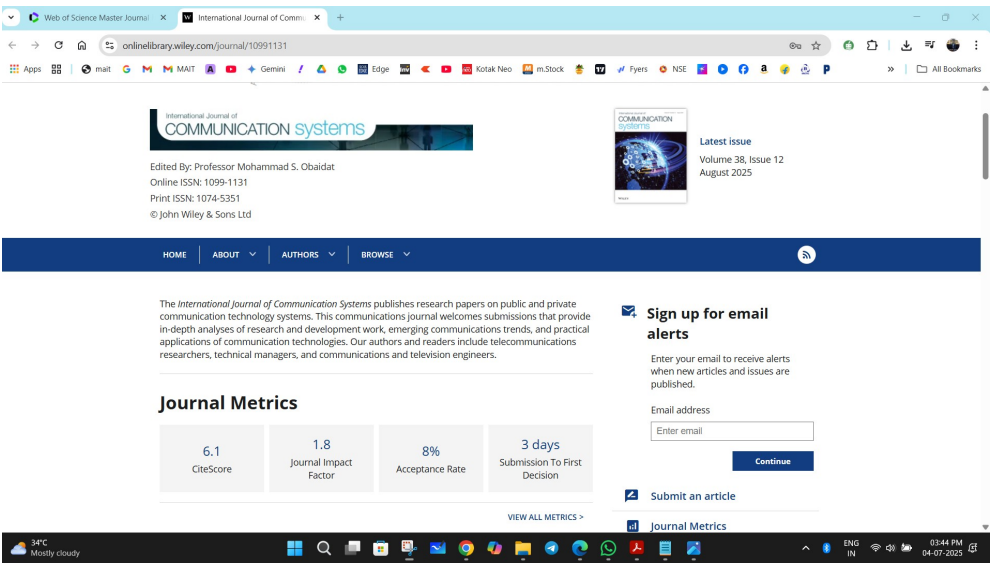 Web of Science Master Journal
International Journal of Commu
onlinelibrary.wiley.com/journal/10991131
Apps
mait
MAIT
Gemini
Edge
Kotak Neo
m.Stock
Fyers
NSE
All Bookmarks
International Journal of
COMMUNICATION systems
COMMUNICATION
systems
WILEY
Latest issue
Volume 38, Issue 12
August 2025
Edited By: Professor Mohammad S. Obaidat
Online ISSN: 1099-1131
Print ISSN: 1074-5351
© John Wiley & Sons Ltd
HOME ABOUT AUTHORS BROWSE
The International Journal of Communication Systems publishes research papers on public and private
communication technology systems. This communications journal welcomes submissions that provide
in-depth analyses of research and development work, emerging communications trends, and practical
applications of communication technologies. Our authors and readers include telecommunications
researchers, technical managers, and communications and television engineers.
Journal Metrics
6.1
CiteScore
1.8
Journal Impact
Factor
8%
Acceptance Rate
3 days
Submission To First
Decision
VIEW ALL METRICS >
Sign up for email
alerts
Enter your email to receive alerts
when new articles and issues are
published.
Email address
Enter email
Continue
Submit an article
Journal Metrics
34°C
Mostly cloudy
ENG
IN
03:44 PM
04-07-2025